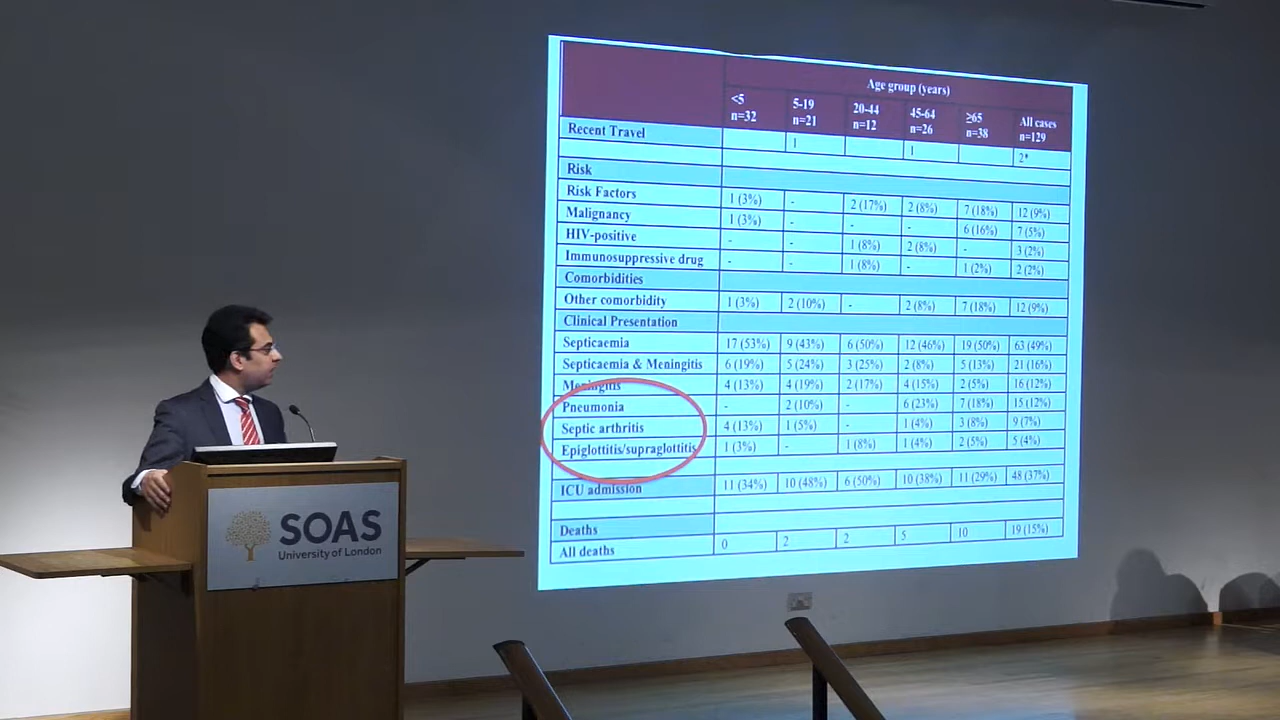 Age group (years)
<5 n=32 5-19 n=21 20-44 n=12 45-64 n=26 ≥65 n=38 All cases n=129
Recent Travel 1 1 2*
Risk
Risk Factors 1 (3%) - 2 (17%) 2 (8%) 7 (18%) 12 (9%)
Malignancy 1 (3%) - - - 6 (16%) 7 (5%)
HIV-positive - - 1 (8%) 2 (8%) - 3 (2%)
Immunosuppressive drug - - 1 (8%) - 1 (2%) 2 (2%)
Comorbidities
Other comorbidity 1 (3%) 2 (10%) - 2 (8%) 7 (18%) 12 (9%)
Clinical Presentation
Septicaemia 17 (53%) 9 (43%) 6 (50%) 12 (46%) 19 (50%) 63 (49%)
Septicaemia & Meningitis 6 (19%) 5 (24%) 3 (25%) 2 (8%) 5 (13%) 21 (16%)
Meningitis 4 (13%) 4 (19%) 2 (17%) 4 (15%) 2 (5%) 16 (12%)
Pneumonia - 2 (10%) - 6 (23%) 7 (18%) 15 (12%)
Septic arthritis 4 (13%) 1 (5%) - 1 (4%) 3 (8%) 9 (7%)
Epiglottitis/supraglottitis 1 (3%) - 1 (8%) 1 (4%) 2 (5%) 5 (4%)
ICU admission 11 (34%) 10 (48%) 6 (50%) 10 (38%) 11 (29%) 48 (37%)
Deaths
All deaths 0 2 2 5 10 19 (15%)
SOAS
University of London